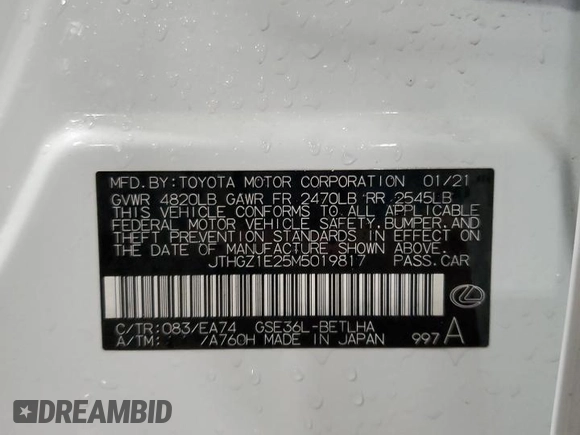 MFD.BY:TOYOTA MOTOR CORPORATION 01/21
GVWR 4820LB GAWR FR 2470LB RR 2545LB
THIS VEHICLE CONFORMS TO ALL APPLICABLE
FEDERAL MOTOR VEHICLE SAFETY,BUMPER,AND
THEFT PREVENTION STANDARDS IN EFFECT ON
THE DATE OF MANUFACTURE SHOWN ABOVE.
JTHGZ1E25M5019817 PASS.CAR
C/TR:083/EA74 GSE36L-BETLHA
A/TM: /A760H MADE IN JAPAN 997 A
DREAMBID